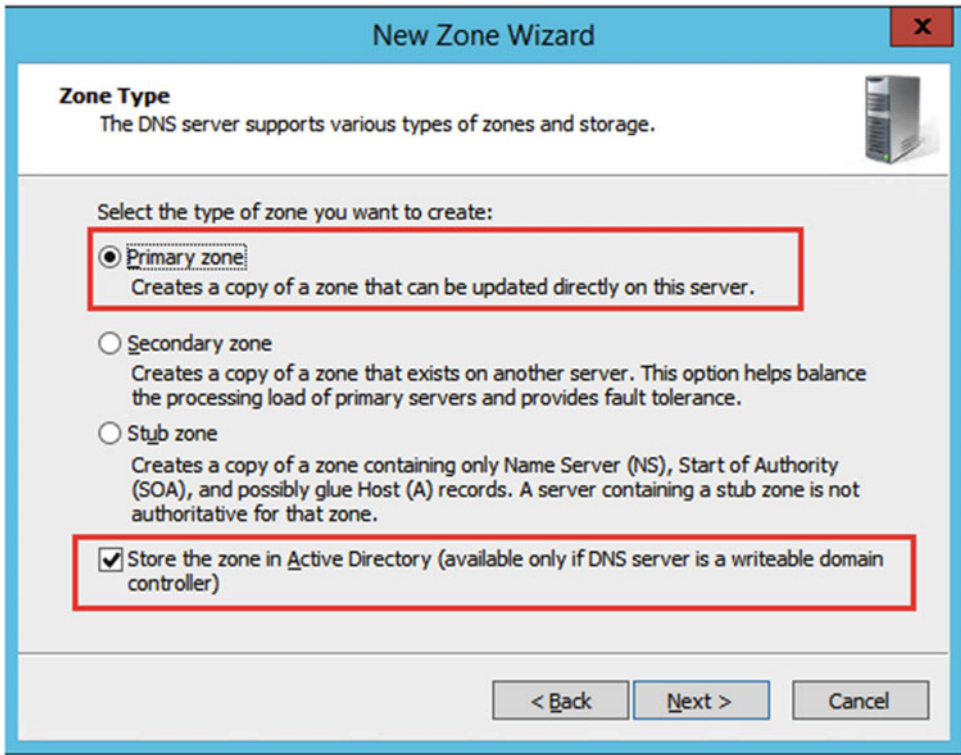 New Zone Wizard
x
Zone Type
The DNS server supports various types of zones and storage.
Select the type of zone you want to create:
Primary zone
Creates a copy of a zone that can be updated directly on this server.
Secondary zone
Creates a copy of a zone that exists on another server. This option helps balance
the processing load of primary servers and provides fault tolerance.
Stub zone
Creates a copy of a zone containing only Name Server (NS), Start of Authority
(SOA), and possibly glue Host (A) records. A server containing a stub zone is not
authoritative for that zone.
Store the zone in Active Directory (available only if DNS server is a writeable domain
controller)
< Back Next > Cancel